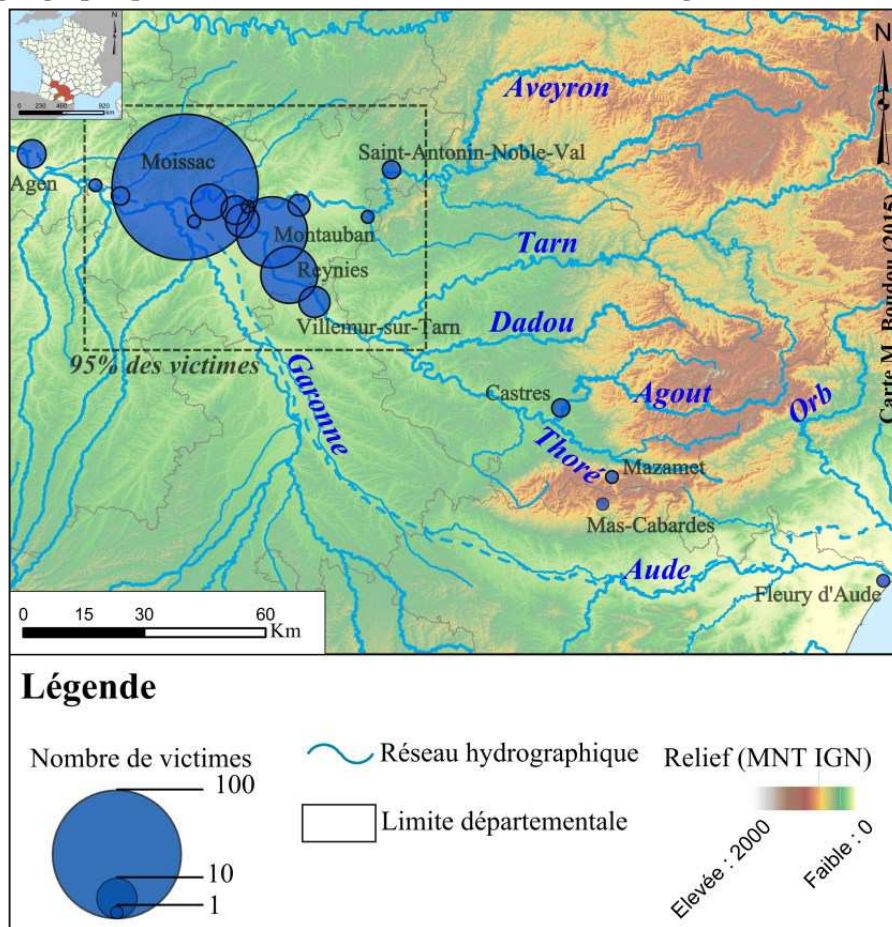 N
0 230 460 920
km
N
Aveyron
Moissac
Saint-Antonin-Noble-Val
Agen
Montauban
Tarn
Reynies
Villemur-sur-Tarn
Dadou
95% des victimes
Garonne
Castres
Agout
Orb
Thoré
Mazamet
Mas-Cabardes
Aude
Fleury d'Aude
Carte M. Boudou (2015)
0 15 30 60
Km
Légende
Nombre de victimes
100
10
1
Réseau hydrographique
Limite départementale
Relief (MNT IGN)
Elevée : 2000
Faible : 0